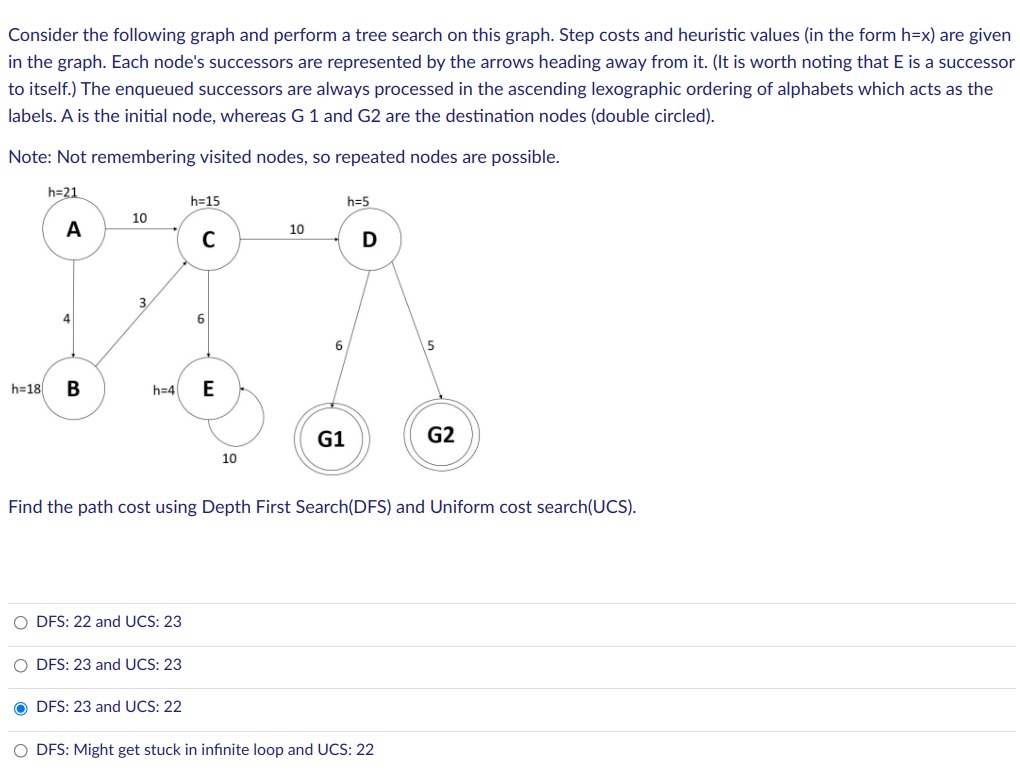 Consider the following graph and perform a tree search on this graph. Step costs and heuristic values (in the form h=x) are given
in the graph. Each node's successors are represented by the arrows heading away from it. (It is worth noting that E is a successor
to itself.) The enqueued successors are always processed in the ascending lexographic ordering of alphabets which acts as the
labels. A is the initial node, whereas G 1 and G2 are the destination nodes (double circled).
Note: Not remembering visited nodes, so repeated nodes are possible.
h=21
h=15
h=5
A
10
C
10
D
3
4
6
6
5
h=18
B
h=4
E
G1
G2
10
Find the path cost using Depth First Search(DFS) and Uniform cost search(UCS).
DFS: 22 and UCS: 23
DFS: 23 and UCS: 23
DFS: 23 and UCS: 22
DFS: Might get stuck in infinite loop and UCS: 22